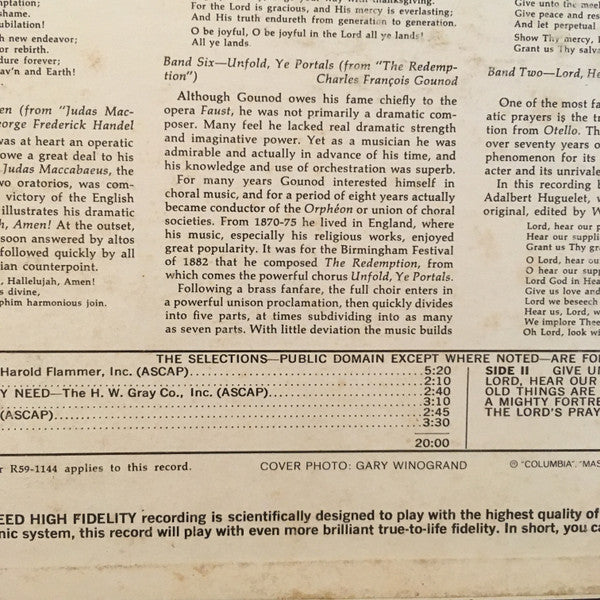 mptation;
shame.
ubilation!
h new endeavor;
or rebirth.
dure forever;
av'n and Earth!
en (from "Judas Mac-
eorge Frederick Handel
was at heart an operatic
owe a great deal to his
Judas Maccabaeus, the
wo oratorios, was com-
victory of the English
illustrates his dramatic
h, Amen! At the outset,
soon answered by altos
followed quickly by all
ian counterpoint.
, Hallelujah, Amen!
s divine,
phim harmonious join.
thanksgiving.
For the Lord is gracious, and His mercy is everlasting;
And His truth endureth from generation to generation.
O be joyful, O be joyful in the Lord all ye lands!
All ye lands.
Band Six—Unfold, Ye Portals (from "The Redemp-
tion") Charles François Gounod
Although Gounod owes his fame chiefly to the
opera Faust, he was not primarily a dramatic com-
poser. Many feel he lacked real dramatic strength
and imaginative power. Yet as a musician he was
admirable and actually in advance of his time, and
his knowledge and use of orchestration was superb.
For many years Gounod interested himself in
choral music, and for a period of eight years actually
became conductor of the Orphéon or union of choral
societies. From 1870-75 he lived in England, where
his music, especially his religious works, enjoyed
great popularity. It was for the Birmingham Festival
of 1882 that he composed The Redemption, from
which comes the powerful chorus Unfold, Ye Portals.
Following a brass fanfare, the full choir enters in
a powerful unison proclamation, then quickly divides
into five parts, at times subdividing into as many
as seven parts. With little deviation the music builds
Give unto the meek
Give peace and res
And let perpetual
Show Thy mercy,
Grant us Thy salva
Band Two—Lord, He
One of the most fa
atic prayers is the tr
tion from Otello. Th
over seventy years o
phenomenon for its
acter and its unrivale
In this recording
Adalbert Huguelet,
original, edited by W
Lord, hear our p
Hear our suppli
Grant us Thy gr
O Lord, hear ou
O hear our supp
Lord God in Hea
Give us love and
Lord we beseech
Hear us, Lord, w
We implore Thee
Oh Lord, look wi
THE SELECTIONS—PUBLIC DOMAIN EXCEPT WHERE NOTED—ARE FO
Harold Flammer, Inc. (ASCAP) 5:20
2:10
Y NEED—The H. W. Gray Co., Inc. (ASCAP) 2:40
3:10
(ASCAP) 2:45
3:30
20:00
SIDE II GIVE UN
LORD, HEAR OUR
OLD THINGS ARE
A MIGHTY FORTRE
THE LORD'S PRAY
r R59-1144 applies to this record.
COVER PHOTO: GARY WINOGRAND
℗ "COLUMBIA", "MAS
EED HIGH FIDELITY recording is scientifically designed to play with the highest quality of
nic system, this record will play with even more brilliant true-to-life fidelity. In short, you ca